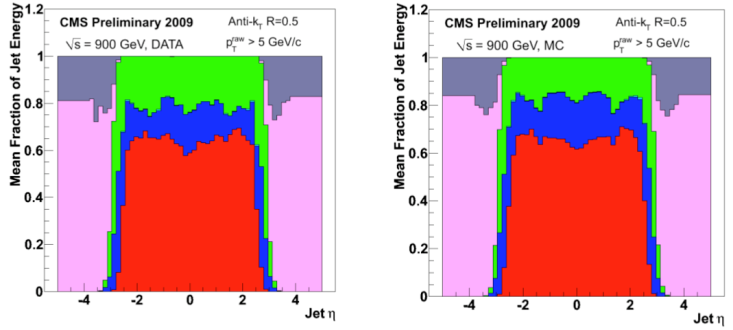 CMS Preliminary 2009
Anti-k_T R=0.5
√s = 900 GeV, DATA
p_T^raw > 5 GeV/c
Mean Fraction of Jet Energy
1.2
1
0.8
0.6
0.4
0.2
0
-4 -2 0 2 4
Jet η
CMS Preliminary 2009
Anti-k_T R=0.5
√s = 900 GeV, MC
p_T^raw > 5 GeV/c
Mean Fraction of Jet Energy
1.2
1
0.8
0.6
0.4
0.2
0
-4 -2 0 2 4
Jet η